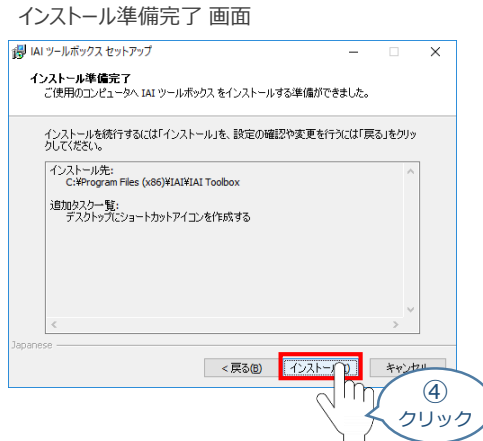 インストール準備完了 画面
IAI ツールボックス セットアップ
インストール準備完了
ご使用のコンピュータへ IAI ツールボックス をインストールする準備ができました。
インストールを続行するには「インストール」を、設定の確認や変更を行うには「戻る」をクリッ
クしてください。
インストール先:
C:¥Program Files (x86)¥IAI¥IAI Toolbox
追加タスク一覧:
デスクトップにショートカットアイコンを作成する
Japanese
< 戻る(B)
インストール(I)
キャンセル
④
クリック